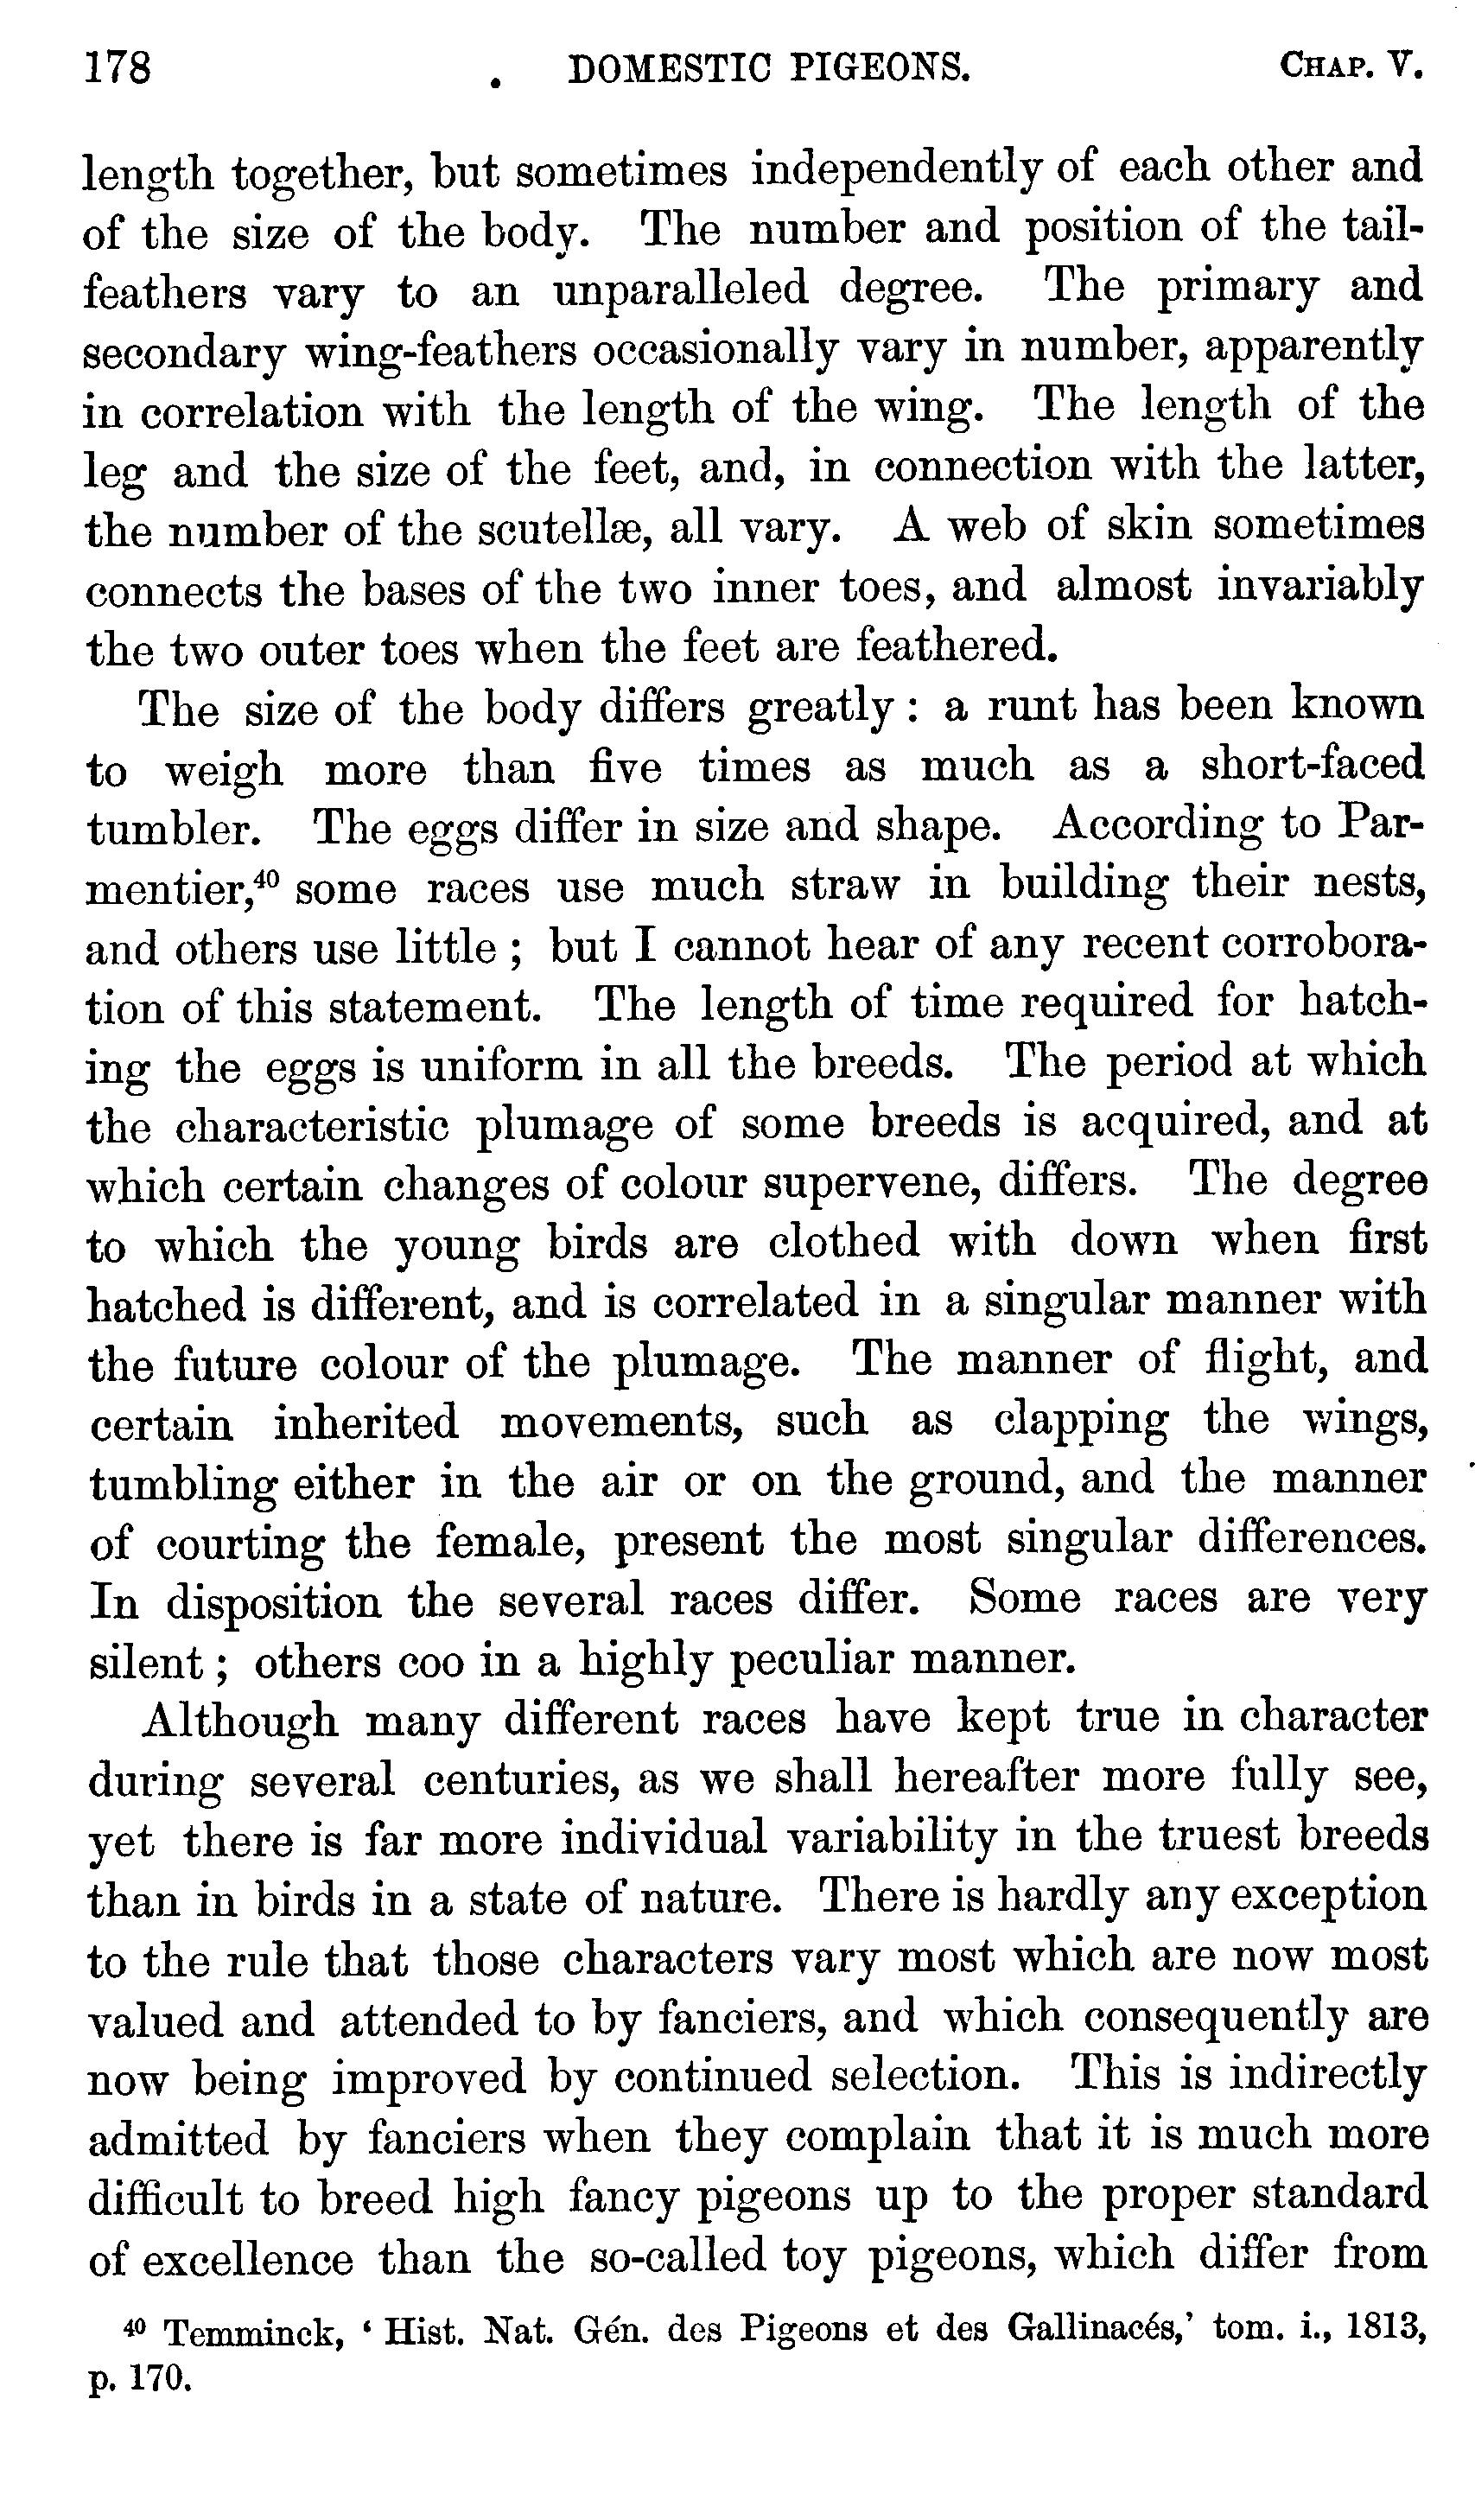 178 DOMESTIC PIGEONS. CHAP. V.
length together, but sometimes independently of each other and
of the size of the body. The number and position of the tail-
feathers vary to an unparalleled degree. The primary and
secondary wing-feathers occasionally vary in number, apparently
in correlation with the length of the wing. The length of the
leg and the size of the feet, and, in connection with the latter,
the number of the scutellæ, all vary. A web of skin sometimes
connects the bases of the two inner toes, and almost invariably
the two outer toes when the feet are feathered.
The size of the body differs greatly : a runt has been known
to weigh more than five times as much as a short-faced
tumbler. The eggs differ in size and shape. According to Par-
mentier,⁴⁰ some races use much straw in building their nests,
and others use little ; but I cannot hear of any recent corrobora-
tion of this statement. The length of time required for hatch-
ing the eggs is uniform in all the breeds. The period at which
the characteristic plumage of some breeds is acquired, and at
which certain changes of colour supervene, differs. The degree
to which the young birds are clothed with down when first
hatched is different, and is correlated in a singular manner with
the future colour of the plumage. The manner of flight, and
certain inherited movements, such as clapping the wings,
tumbling either in the air or on the ground, and the manner
of courting the female, present the most singular differences.
In disposition the several races differ. Some races are very
silent ; others coo in a highly peculiar manner.
Although many different races have kept true in character
during several centuries, as we shall hereafter more fully see,
yet there is far more individual variability in the truest breeds
than in birds in a state of nature. There is hardly any exception
to the rule that those characters vary most which are now most
valued and attended to by fanciers, and which consequently are
now being improved by continued selection. This is indirectly
admitted by fanciers when they complain that it is much more
difficult to breed high fancy pigeons up to the proper standard
of excellence than the so-called toy pigeons, which differ from
⁴⁰ Temminck, ‘ Hist. Nat. Gén. des Pigeons et des Gallinacés,’ tom. i., 1813,
p. 170.